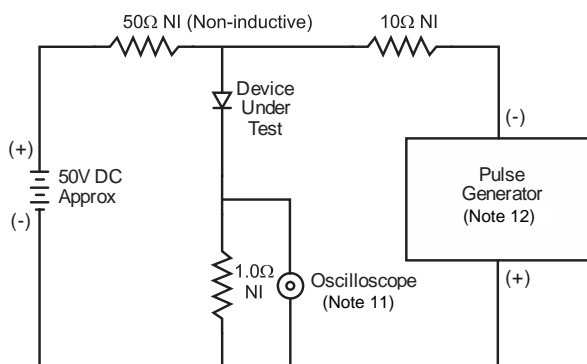 50Ω NI (Non-inductive)
10Ω NI
Device
Under
Test
(-)
(+)
50V DC
Approx
(-)
Pulse
Generator
(Note 12)
1.0Ω
NI
Oscilloscope
(Note 11)
(+)